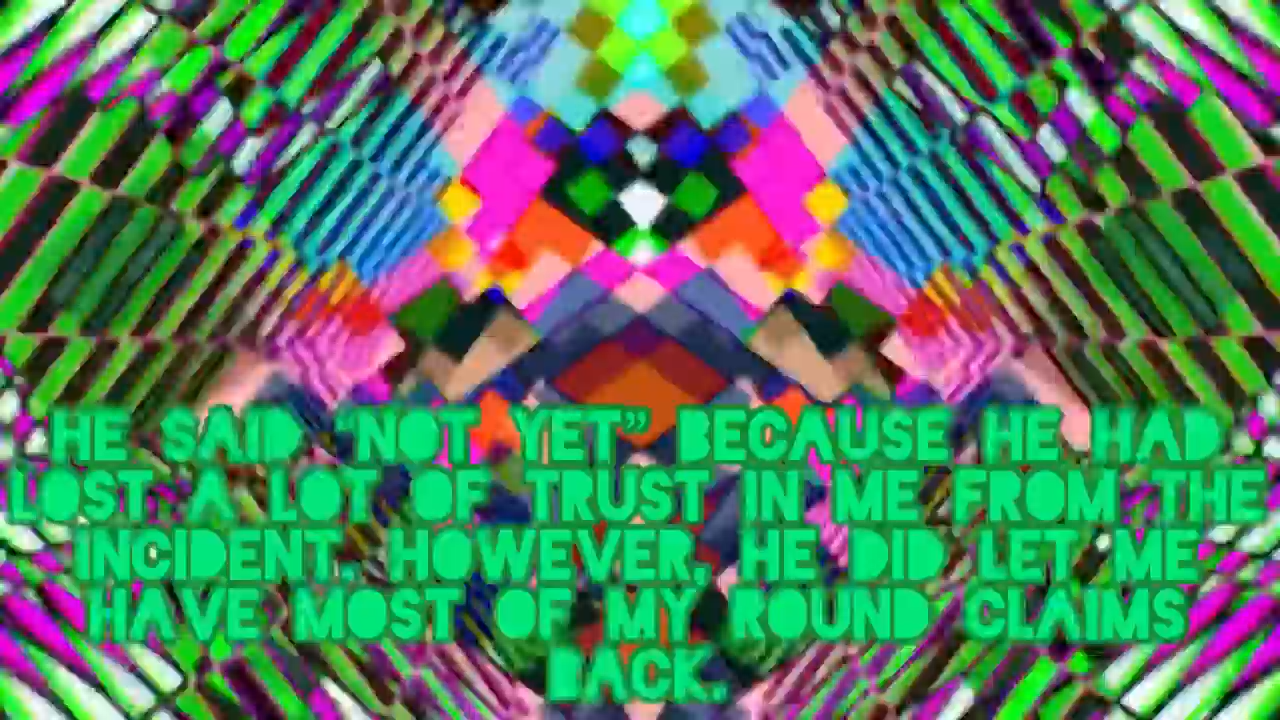 HE SAID “NOT YET” BECAUSE HE HAD
LOST A LOT OF TRUST IN ME FROM THE
INCIDENT. HOWEVER, HE DID LET ME
HAVE MOST OF MY ROUND CLAIMS
BACK.